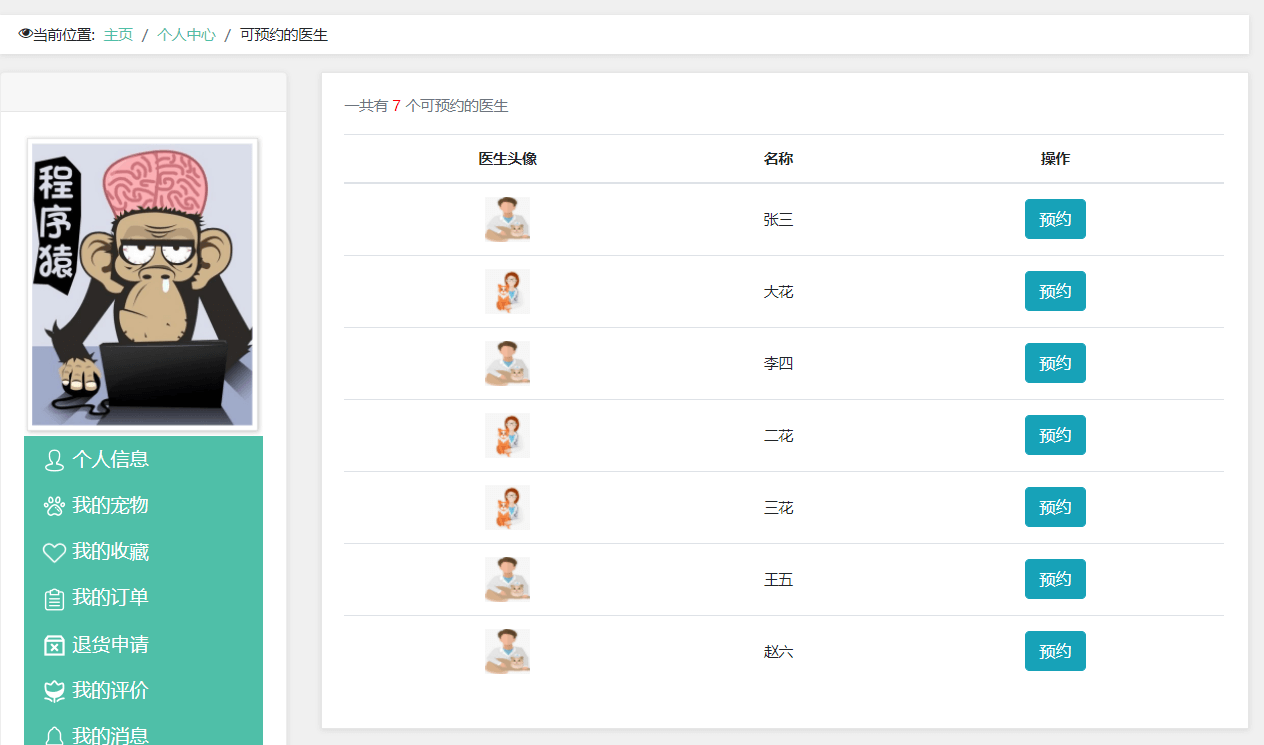 当前位置: 主页 / 个人中心 / 可预约的医生
程序猿
个人信息
我的宠物
我的收藏
我的订单
退货申请
我的评价
我的消息
一共有 7 个可预约的医生
医生头像 名称 操作
张三 预约
大花 预约
李四 预约
二花 预约
三花 预约
王五 预约
赵六 预约